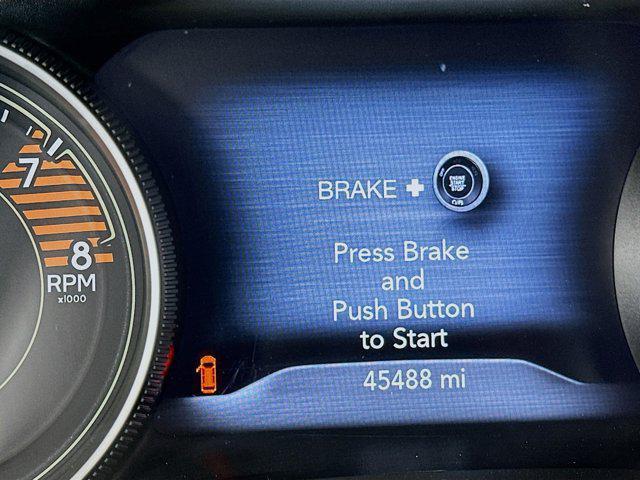 7
8
RPM
x1000
BRAKE +
ENGINE
START
STOP
Press Brake
and
Push Button
to Start
45488 mi